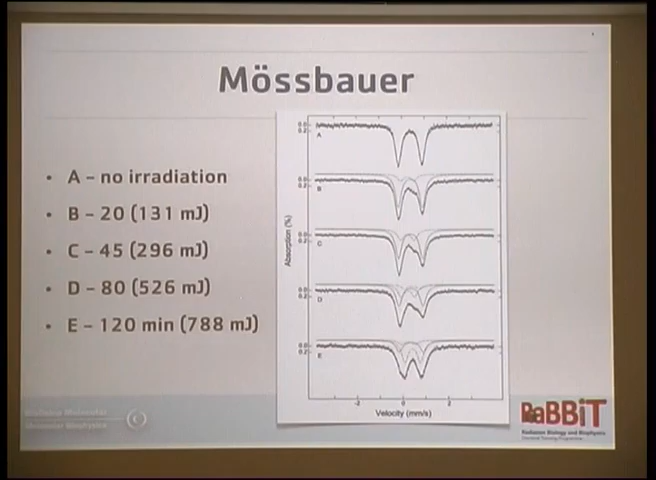 Mössbauer
• A – no irradiation
• B – 20 (131 mJ)
• C – 45 (296 mJ)
• D – 80 (526 mJ)
• E – 120 min (788 mJ)
Absorption (%)
0.0
0.2
A
0.0
0.2
B
0.0
0.2
C
0.0
0.2
D
0.0
0.2
E
-2 0 2
Velocity (mm/s)
Molecular
RaBBiT
Radiation Biology and Biophysics
Doctoral Training Programme